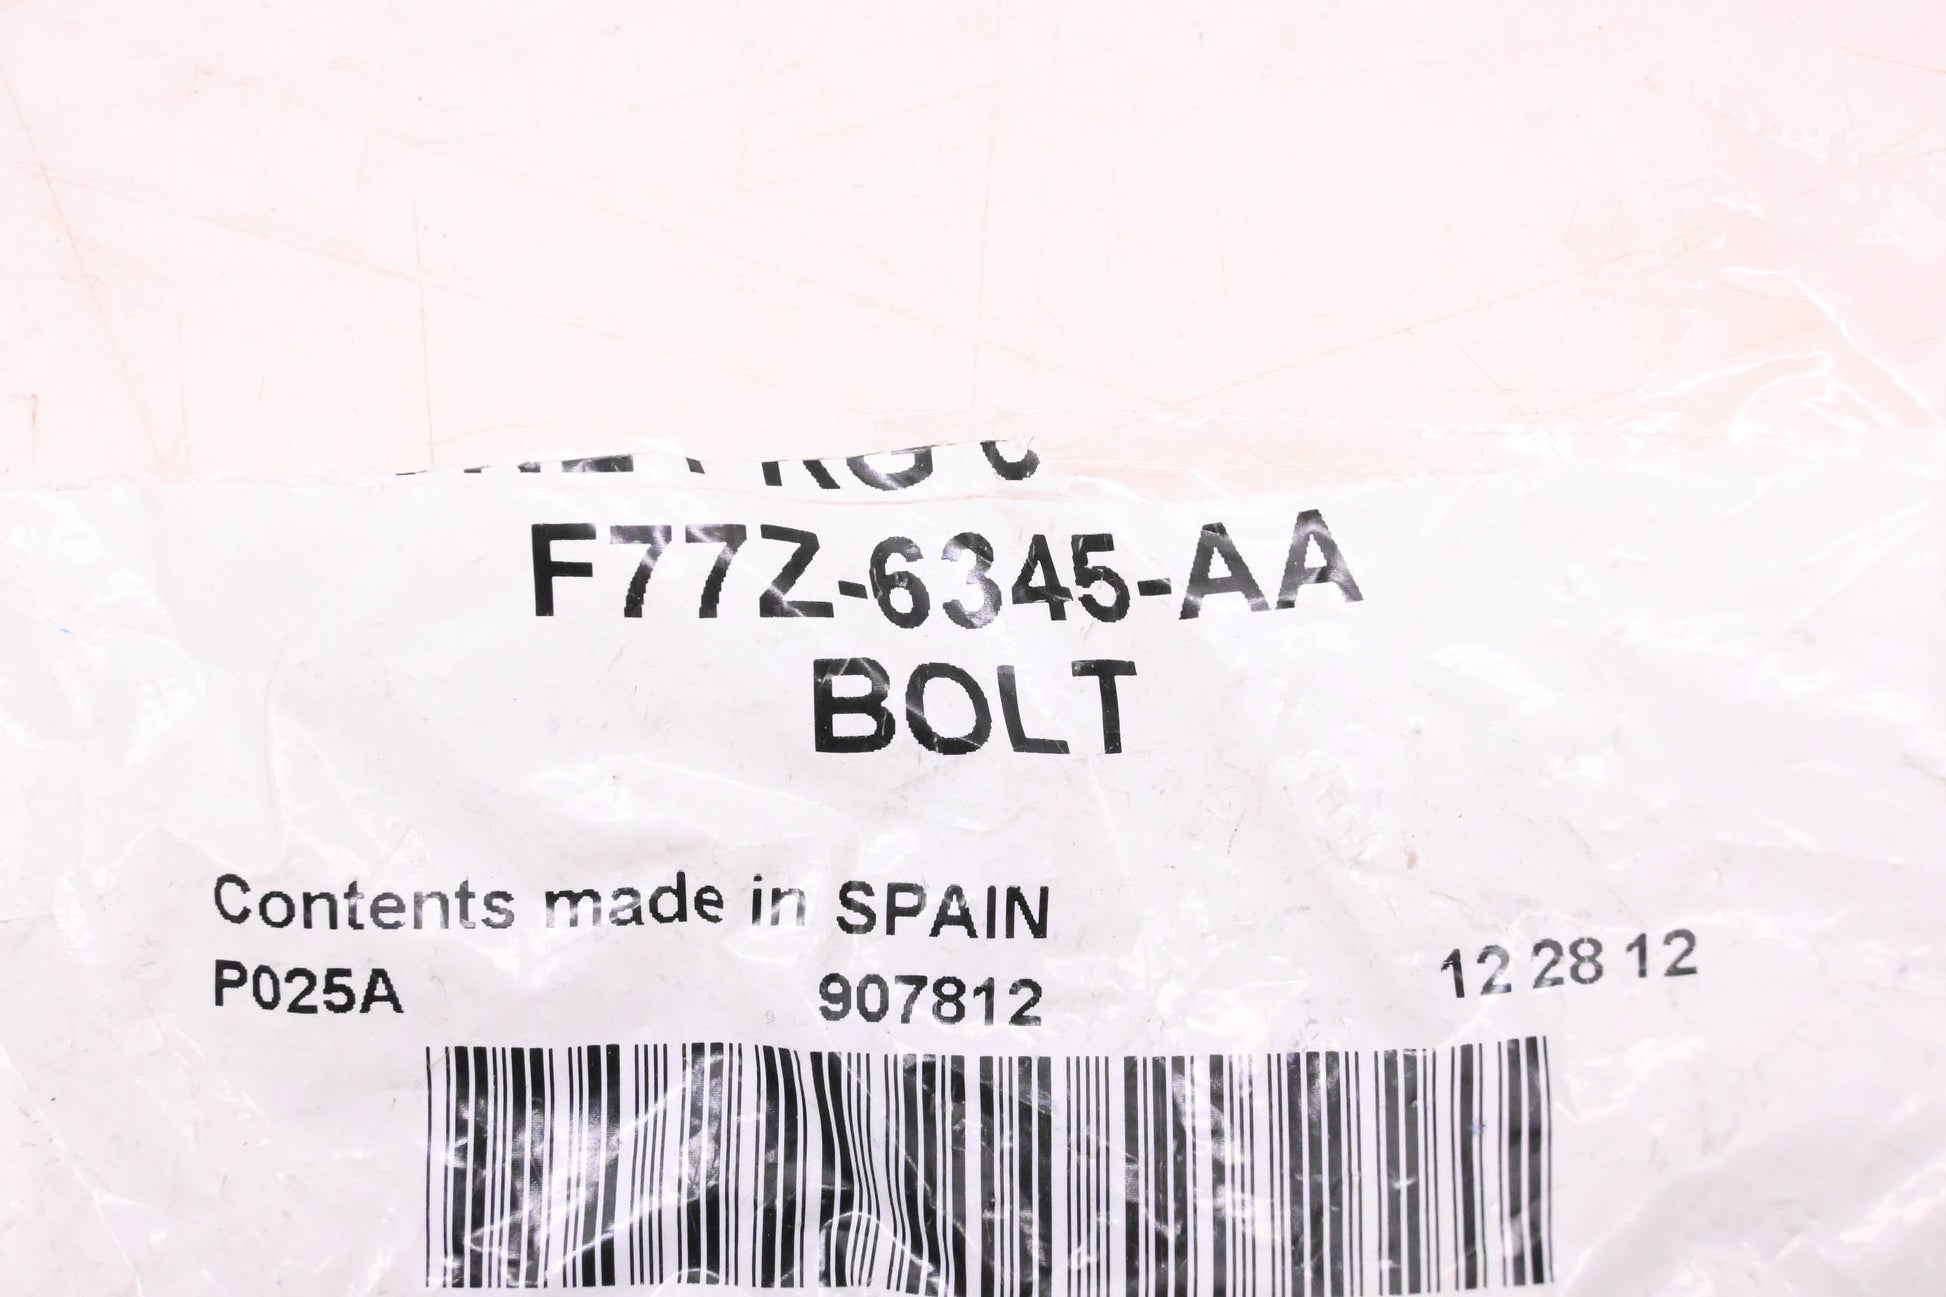 F77Z-6345-AA
BOLT
Contents made in SPAIN
P025A 907812 12 28 12